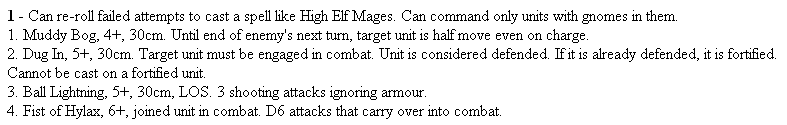 1 - Can re-roll failed attempts to cast a spell like High Elf Mages. Can command only units with gnomes in them.
1. Muddy Bog, 4+, 30cm. Until end of enemy's next turn, target unit is half move even on charge.
2. Dug In, 5+, 30cm. Target unit must be engaged in combat. Unit is considered defended. If it is already defended, it is fortified.
Cannot be cast on a fortified unit.
3. Ball Lightning, 5+, 30cm, LOS. 3 shooting attacks ignoring armour.
4. Fist of Hylax, 6+, joined unit in combat. D6 attacks that carry over into combat.